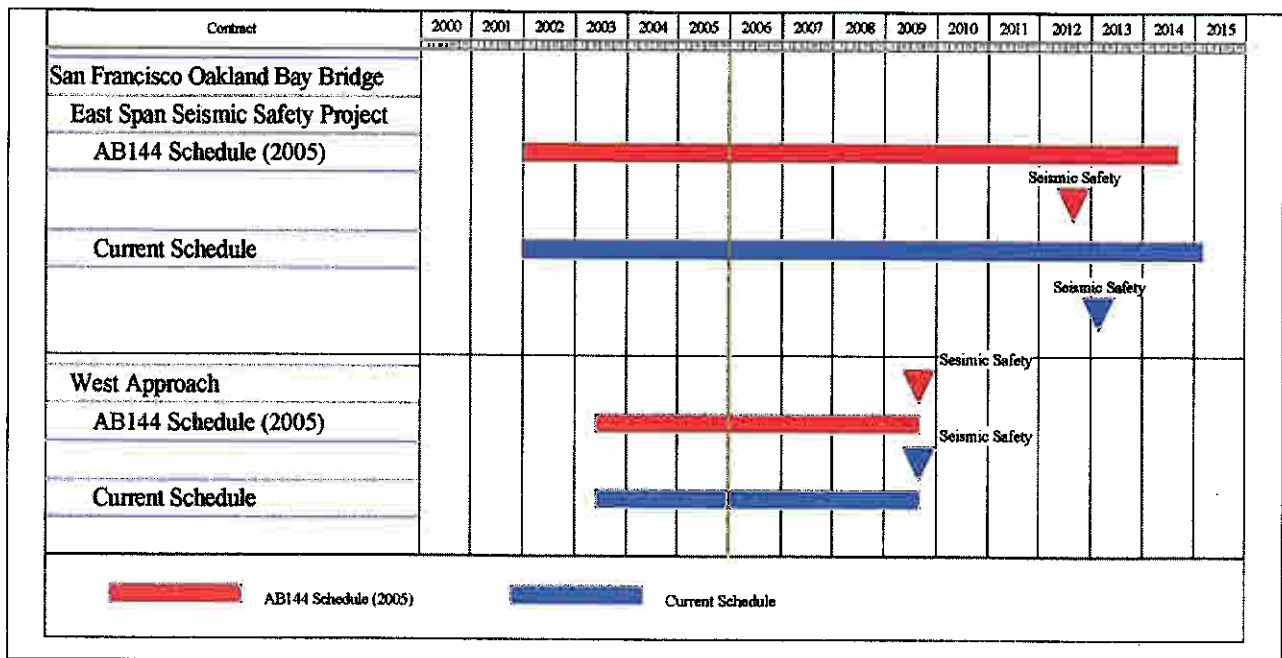 Contract 2000 2001 2002 2003 2004 2005 2006 2007 2008 2009 2010 2011 2012 2013 2014 2015
San Francisco Oakland Bay Bridge
East Span Seismic Safety Project
AB144 Schedule (2005)
Seismic Safety
Current Schedule
Seismic Safety
Sesimic Safety
West Approach
AB144 Schedule (2005)
Seismic Safety
Current Schedule
AB144 Schedule (2005) Current Schedule